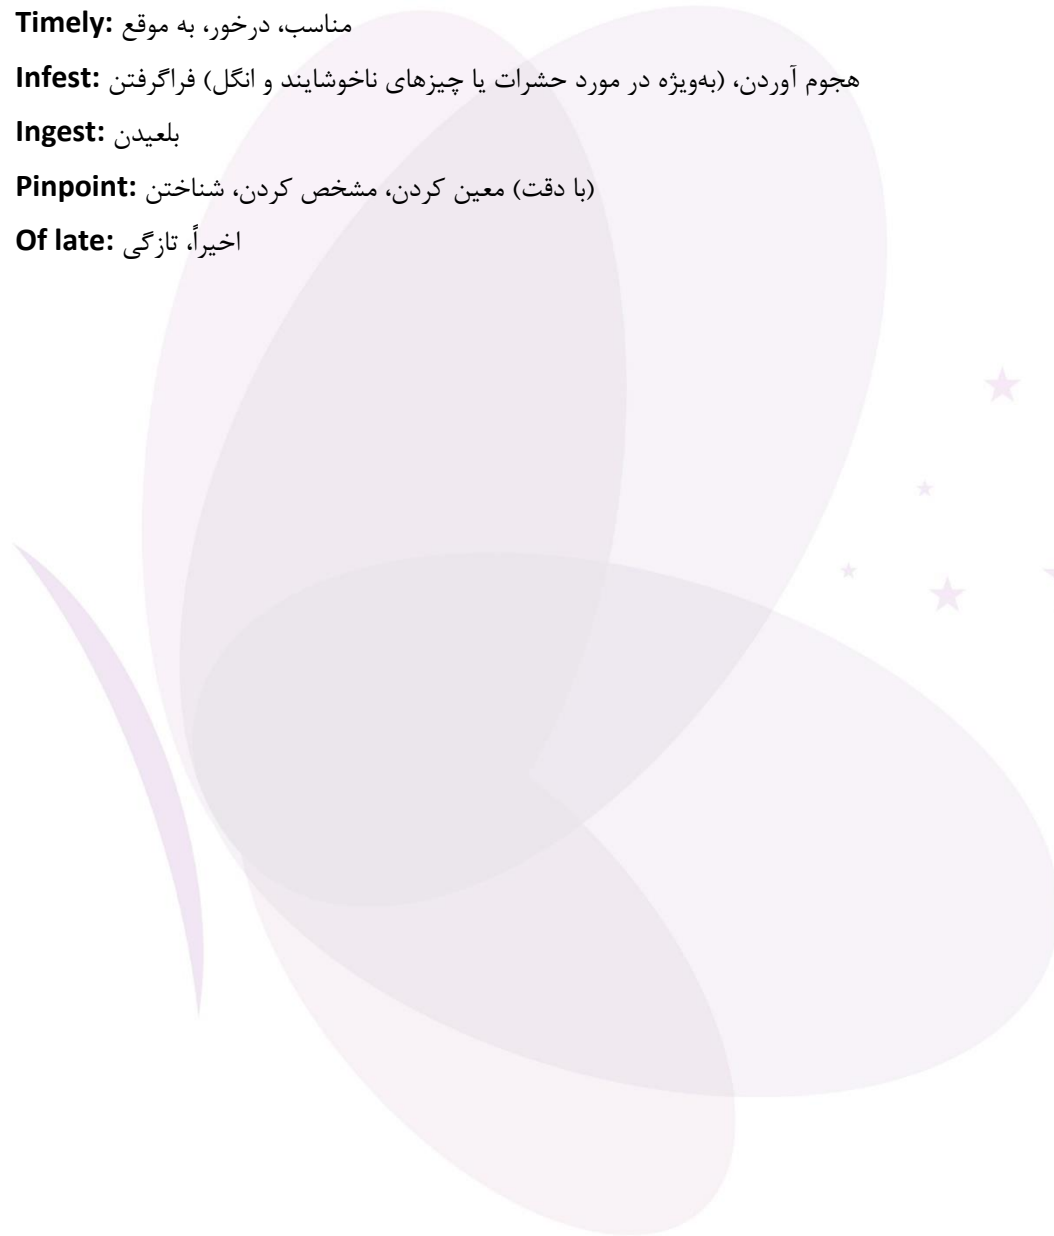 Timely: مناسب، درخور، به موقع
Infest: هجوم آوردن، (به‌ویژه در مورد حشرات یا چیزهای ناخوشایند و انگل) فراگرفتن
Ingest: بلعیدن
Pinpoint: (با دقت) معین کردن، مشخص کردن، شناختن
Of late: اخیراً، تازگی